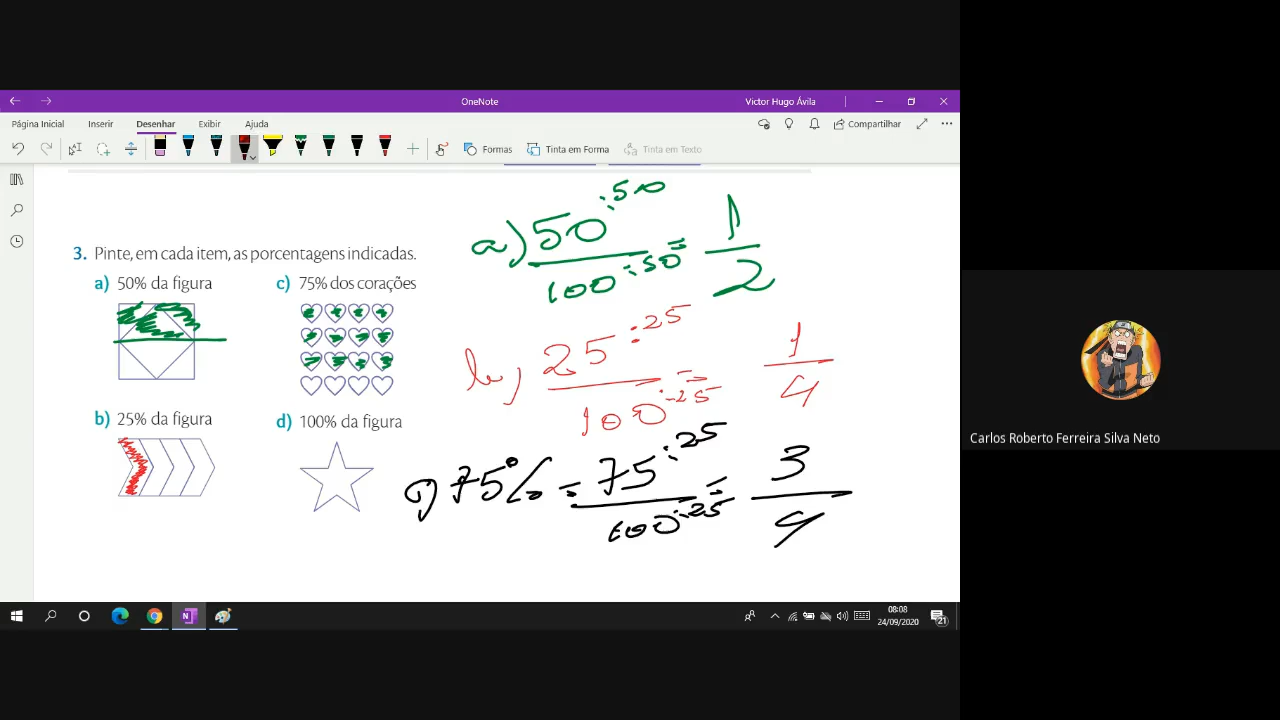 OneNote
Victor Hugo Ávila
Página Inicial Inserir Desenhar Exibir Ajuda
Compartilhar
Formas Tinta em Forma Tinta em Texto
3. Pinte, em cada item, as porcentagens indicadas.
a) 50% da figura
c) 75% dos corações
b) 25% da figura
d) 100% da figura
a) 50:50
100:50 = 1
2
b) 25:25
100:25 = 1
4
c) 75% = 75:25
100:25 = 3
4
Carlos Roberto Ferreira Silva Neto
08:08
24/09/2020
21